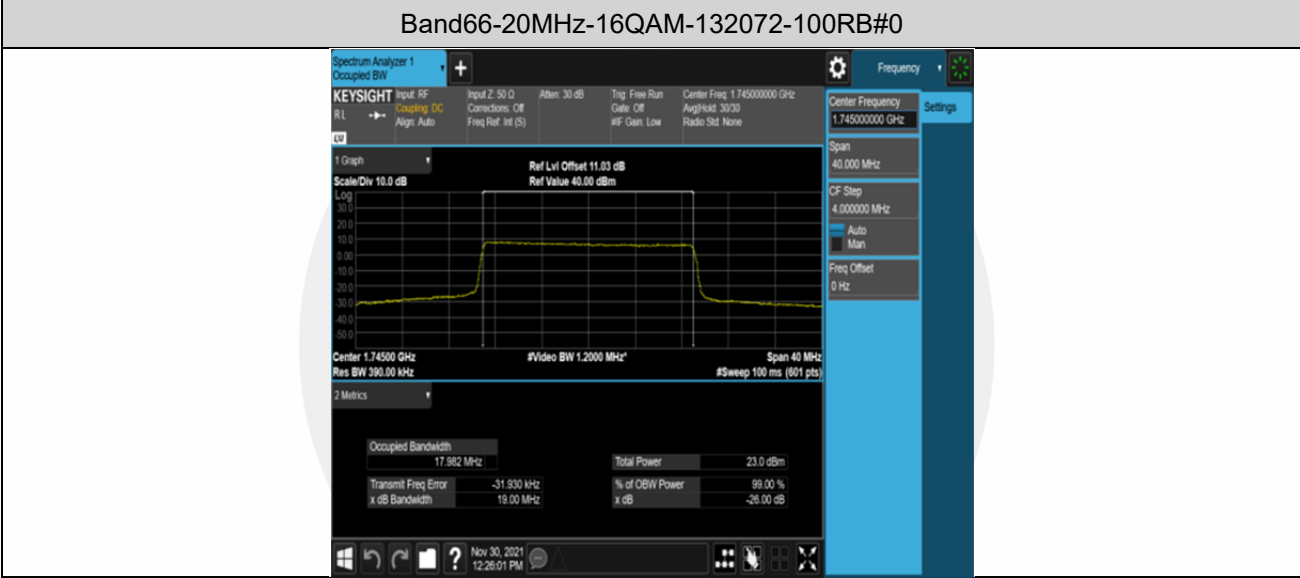 Band66-20MHz-16QAM-132072-100RB#0
Spectrum Analyzer 1
Occupied BW
+
Frequency
KEYSIGHT
R L
LV
Input: RF
Coupling: DC
Align: Auto
Input Z: 50 Ω
Corrections: Off
Freq Ref: Int (S)
Atten: 30 dB
Trig: Free Run
Gate: Off
#IF Gain: Low
Center Freq: 1.745000000 GHz
Avg|Hold: 30/30
Radio Std: None
Center Frequency
1.745000000 GHz
Settings
Span
40.000 MHz
CF Step
4.000000 MHz
Auto
Man
Freq Offset
0 Hz
1 Graph
Ref Lvl Offset 11.03 dB
Scale/Div 10.0 dB
Ref Value 40.00 dBm
Log
30.0
20.0
10.0
0.00
-10.0
-20.0
-30.0
-40.0
-50.0
Center 1.74500 GHz
#Video BW 1.2000 MHz*
Span 40 MHz
Res BW 390.00 kHz
#Sweep 100 ms (601 pts)
2 Metrics
Occupied Bandwidth
17.982 MHz
Total Power 23.0 dBm
Transmit Freq Error -31.930 kHz
% of OBW Power 99.00 %
x dB Bandwidth 19.00 MHz
x dB -26.00 dB
?
Nov 30, 2021
12:26:01 PM